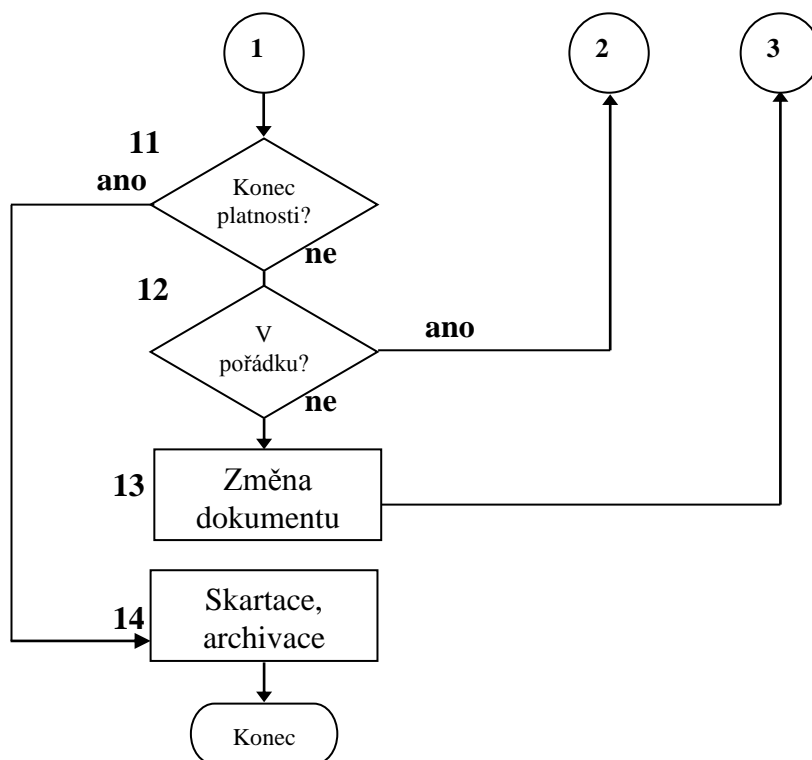 1
2
3
11
ano
Konec
platnosti?
ne
12
V
pořádku?
ano
ne
13
Změna
dokumentu
14
Skartace,
archivace
Konec